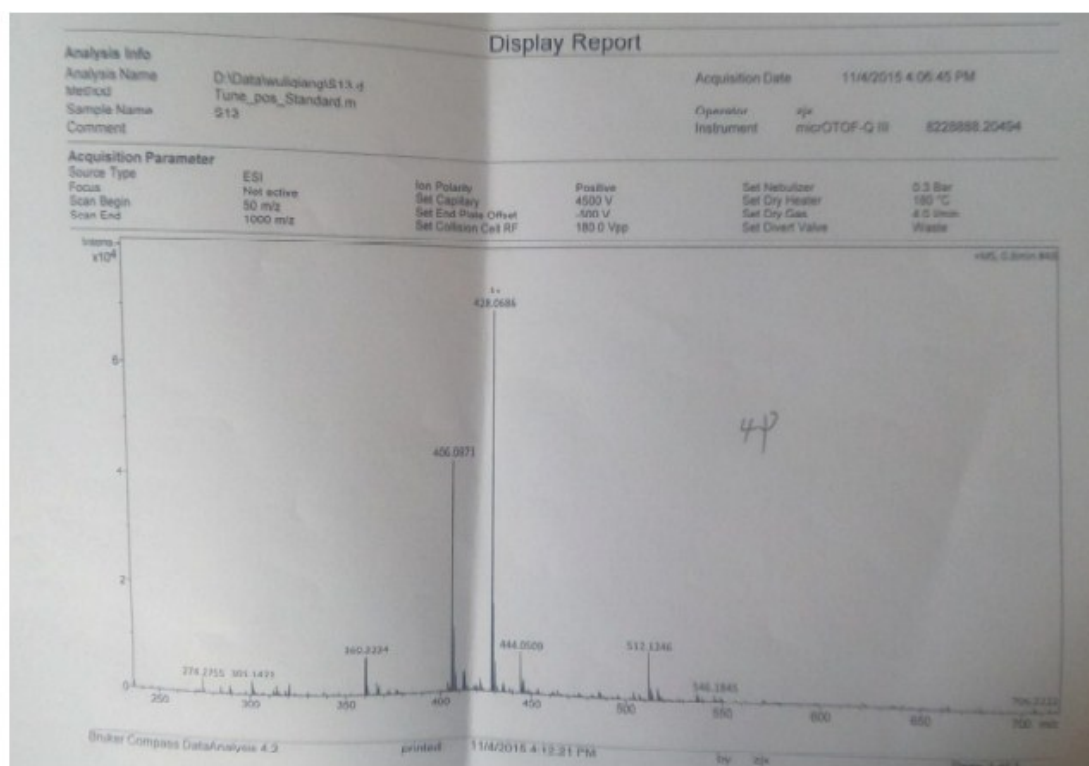 Display Report
Analysis Info
Analysis Name D:\Data\wuliqiang\S13.d
Method Tune_pos_Standard.m
Sample Name S13
Comment
Acquisition Date 11/4/2015 4:06:45 PM
Operator zjx
Instrument micrOTOF-Q III 8228888.20494
Acquisition Parameter
Source Type ESI Ion Polarity Positive Set Nebulizer 0.3 Bar
Focus Not active Set Capillary 4500 V Set Dry Heater 180 °C
Scan Begin 50 m/z Set End Plate Offset -500 V Set Dry Gas 4.0 l/min
Scan End 1000 m/z Set Collision Cell RF 180.0 Vpp Set Divert Valve Waste
Intens.
x10⁴
1+
428.0686
6
4P
406.0871
4
2
360.3234
444.0509
512.1246
274.2755 301.1422
546.1845
0
250 300 350 400 450 500 550 600 650 700 m/z
Bruker Compass DataAnalysis 4.2 printed: 11/4/2015 4:12:21 PM by: zjx